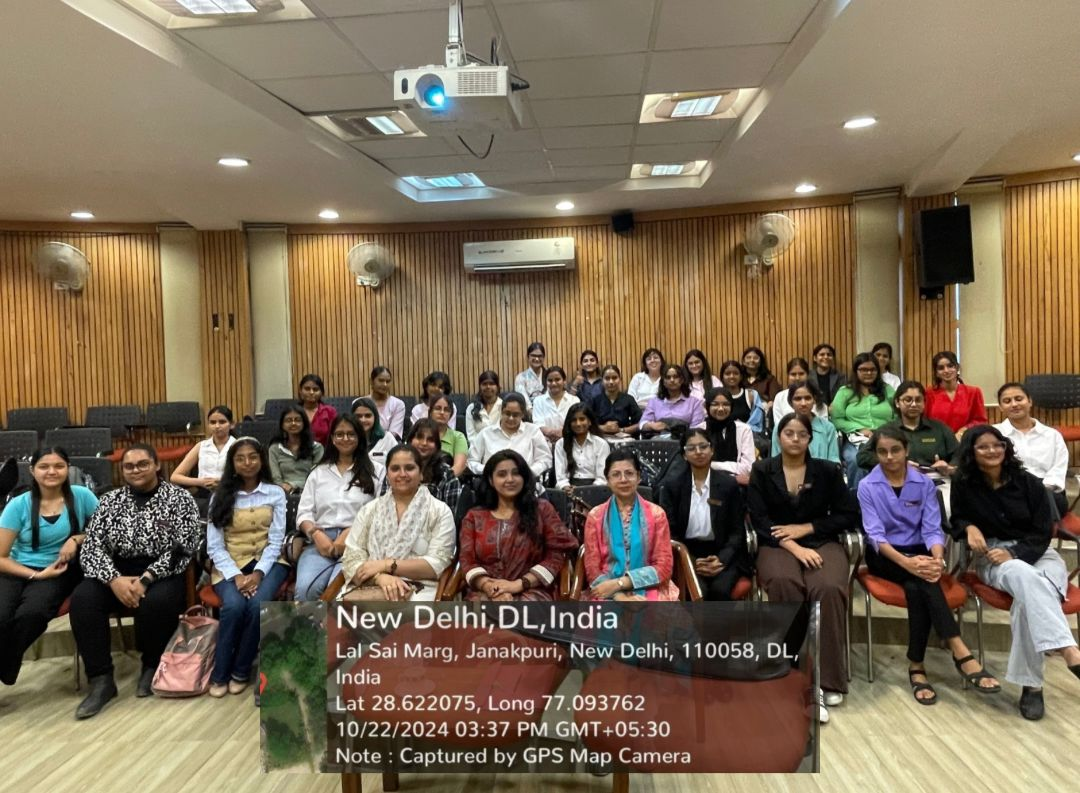 New Delhi,DL,India
Lal Sai Marg, Janakpuri, New Delhi, 110058, DL,
India
Lat 28.622075, Long 77.093762
10/22/2024 03:37 PM GMT+05:30
Note : Captured by GPS Map Camera